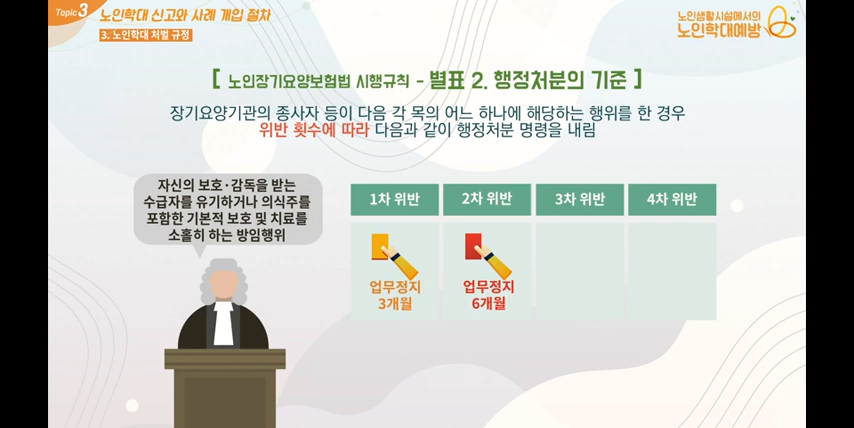 Topic 3
노인학대 신고와 사례 개입 절차
3. 노인학대 처벌 규정
노인생활시설에서의
노인학대예방
[ 노인장기요양보험법 시행규칙 - 별표 2. 행정처분의 기준 ]
장기요양기관의 종사자 등이 다음 각 목의 어느 하나에 해당하는 행위를 한 경우
위반 횟수에 따라 다음과 같이 행정처분 명령을 내림
자신의 보호·감독을 받는
수급자를 유기하거나 의식주를
포함한 기본적 보호 및 치료를
소홀히 하는 방임행위
1차 위반
2차 위반
3차 위반
4차 위반
업무정지
3개월
업무정지
6개월